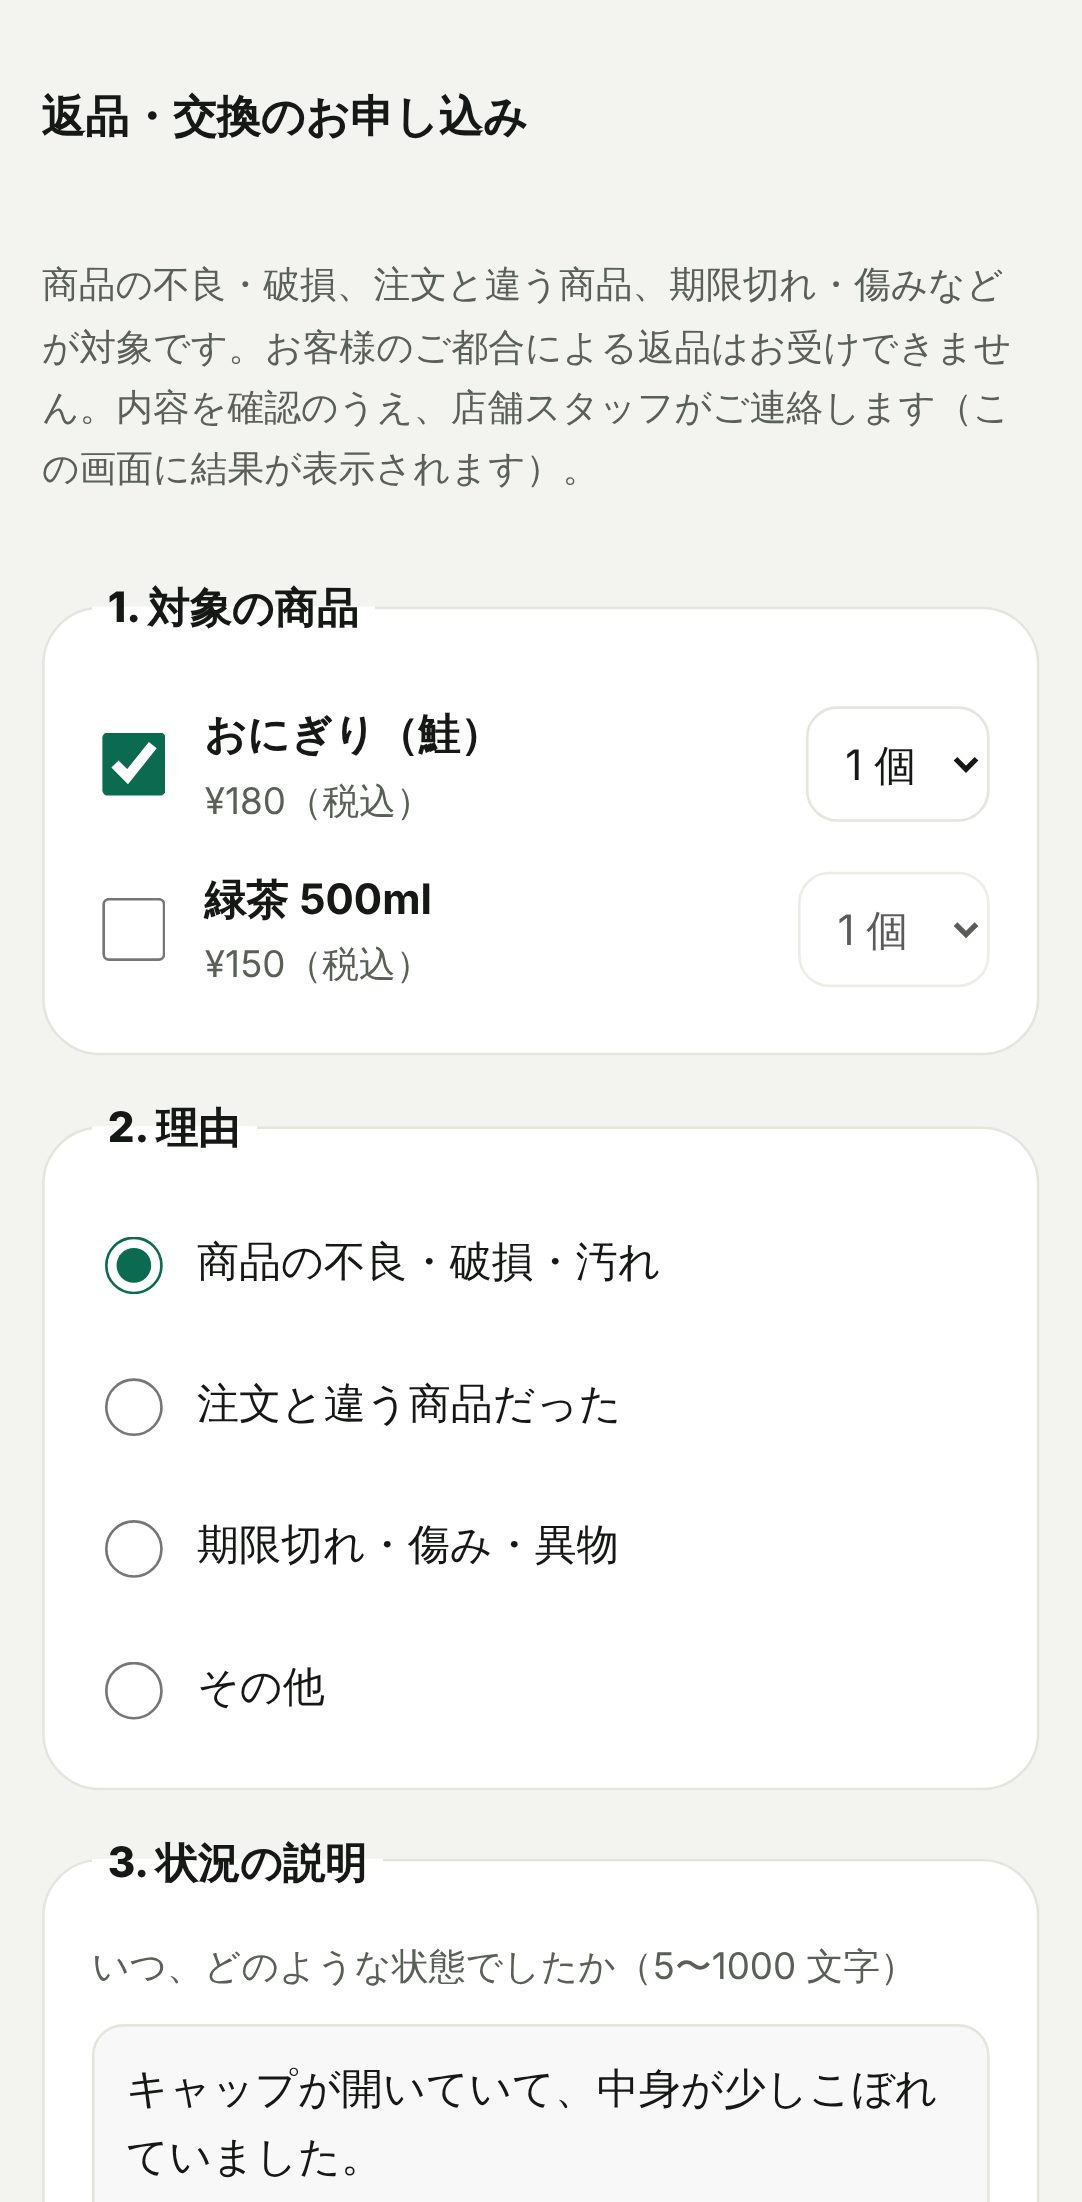 返品・交換のお申し込み
商品の不良・破損、注文と違う商品、期限切れ・傷みなど
が対象です。お客様のご都合による返品はお受けできませ
ん。内容を確認のうえ、店舗スタッフがご連絡します（こ
の画面に結果が表示されます）。
1. 対象の商品
おにぎり（鮭）
¥180（税込）
1 個
緑茶 500ml
¥150（税込）
1 個
2. 理由
商品の不良・破損・汚れ
注文と違う商品だった
期限切れ・傷み・異物
その他
3. 状況の説明
いつ、どのような状態でしたか（5〜1000 文字）
キャップが開いていて、中身が少しこぼれ
ていました。